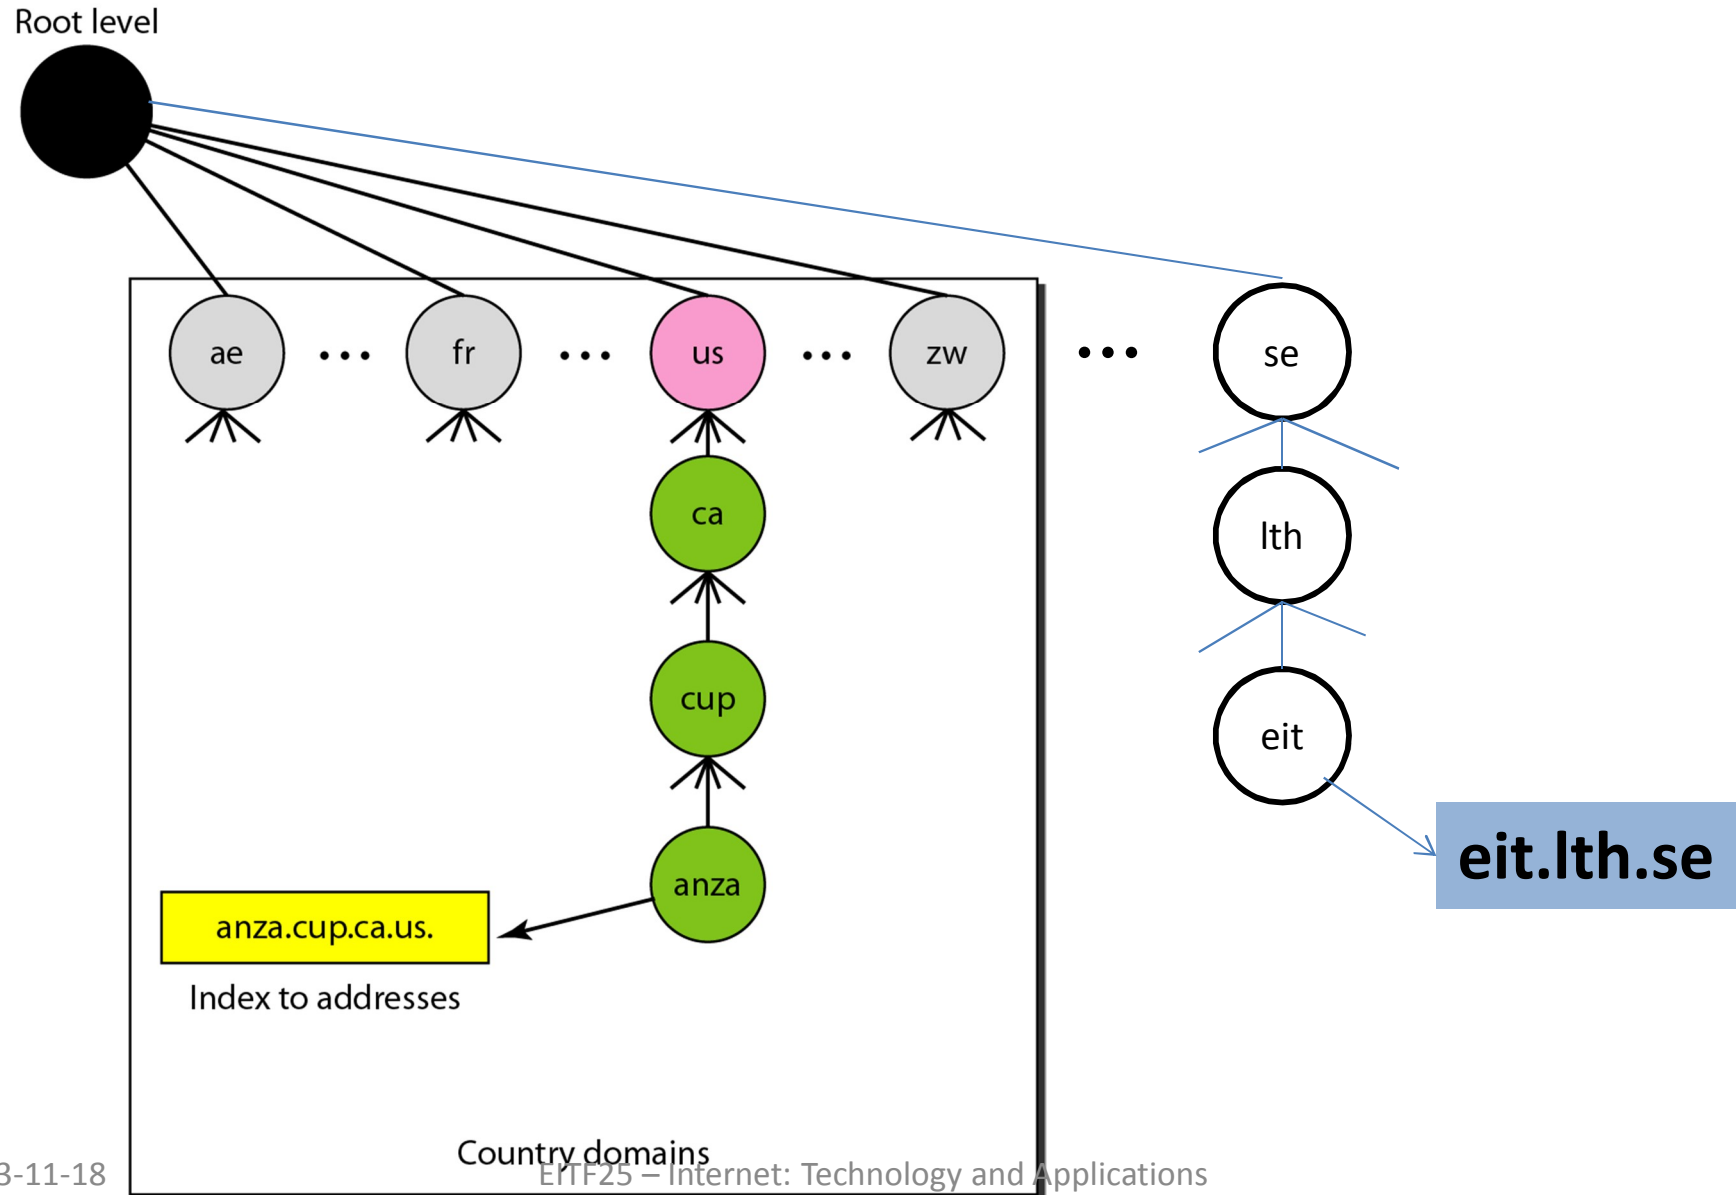 Root level
ae ... fr ... us ... zw ... se
ca
lth
cup
eit
anza
eit.lth.se
anza.cup.ca.us.
Index to addresses
Country domains
3-11-18
EITF25 – Internet: Technology and Applications